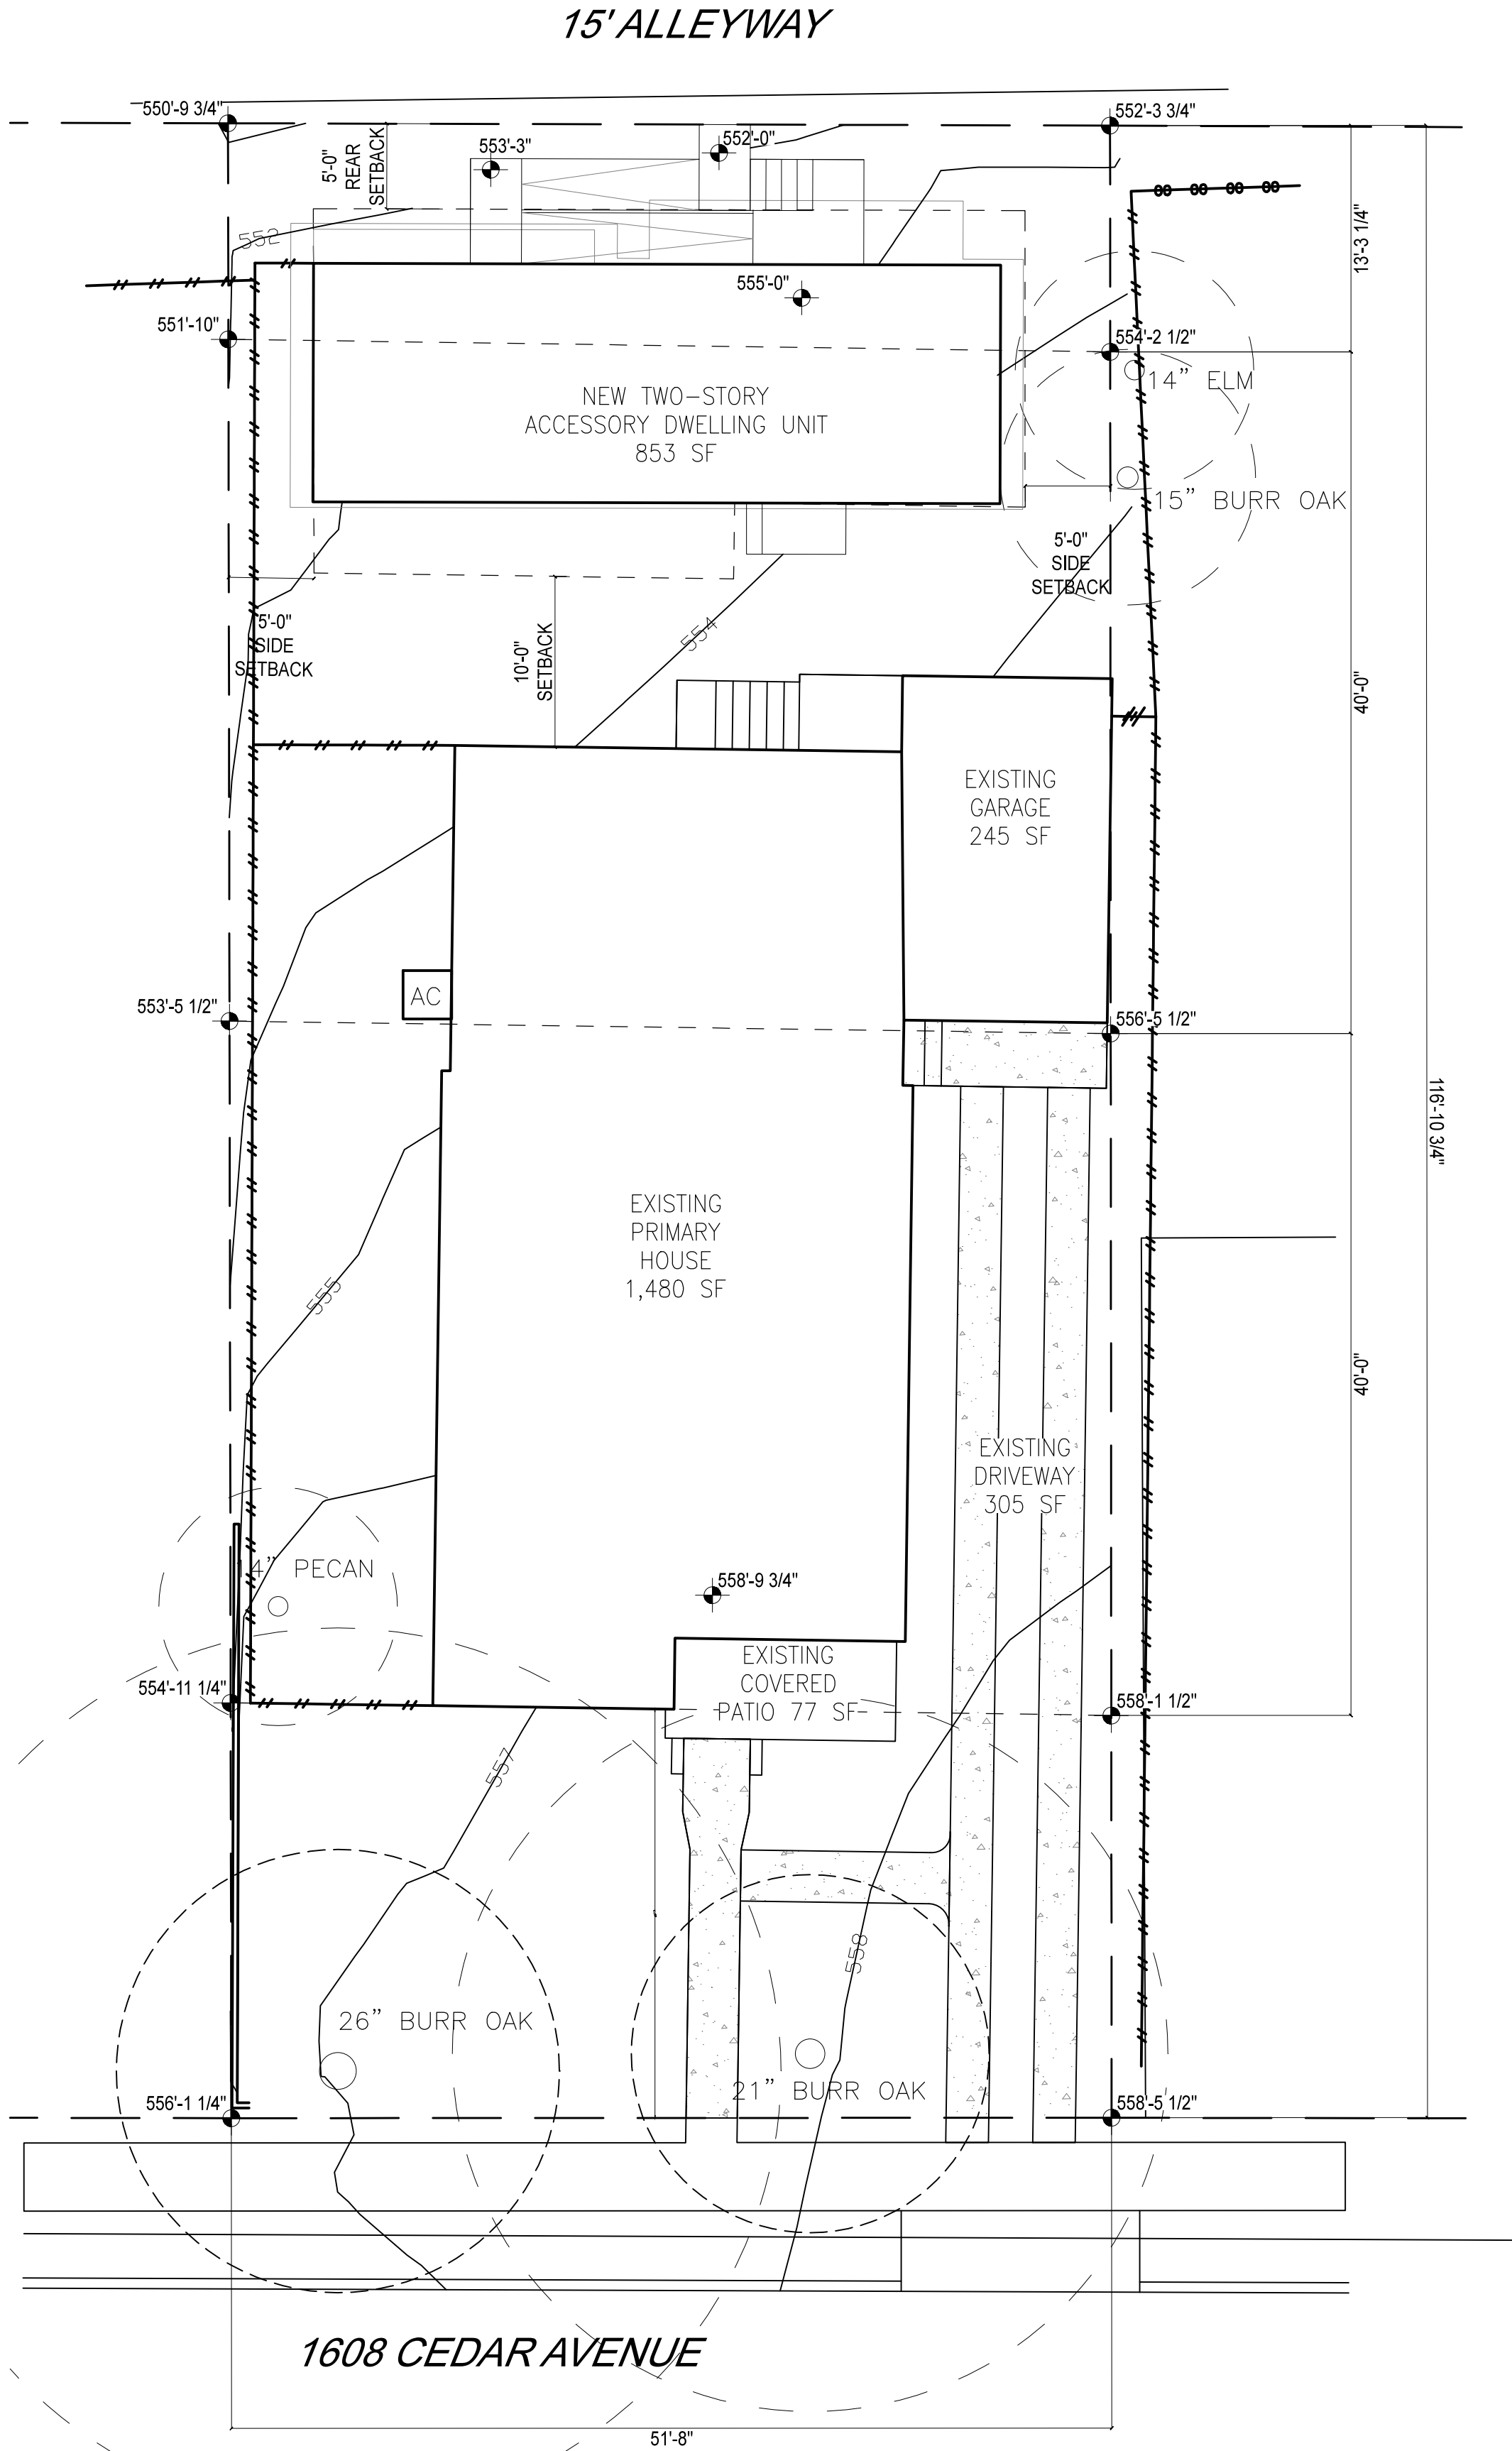 15' ALLEYWAY
550'-9 3/4"
552'-3 3/4"
5'-0"
REAR
SETBACK
553'-3"
552'-0"
552
13'-3 1/4"
551'-10"
555'-0"
554'-2 1/2"
14" ELM
NEW TWO-STORY
ACCESSORY DWELLING UNIT
853 SF
15" BURR OAK
5'-0"
SIDE
SETBACK
5'-0"
SIDE
SETBACK
10'-0"
SETBACK
554
40'-0"
EXISTING
GARAGE
245 SF
AC
553'-5 1/2"
556'-5 1/2"
116'-10 3/4"
EXISTING
PRIMARY
HOUSE
1,480 SF
555
40'-0"
EXISTING
DRIVEWAY
305 SF
14" PECAN
558'-9 3/4"
EXISTING
COVERED
PATIO 77 SF
554'-11 1/4"
558'-1 1/2"
557
558
26" BURR OAK
21" BURR OAK
556'-1 1/4"
558'-5 1/2"
1608 CEDAR AVENUE
51'-8"